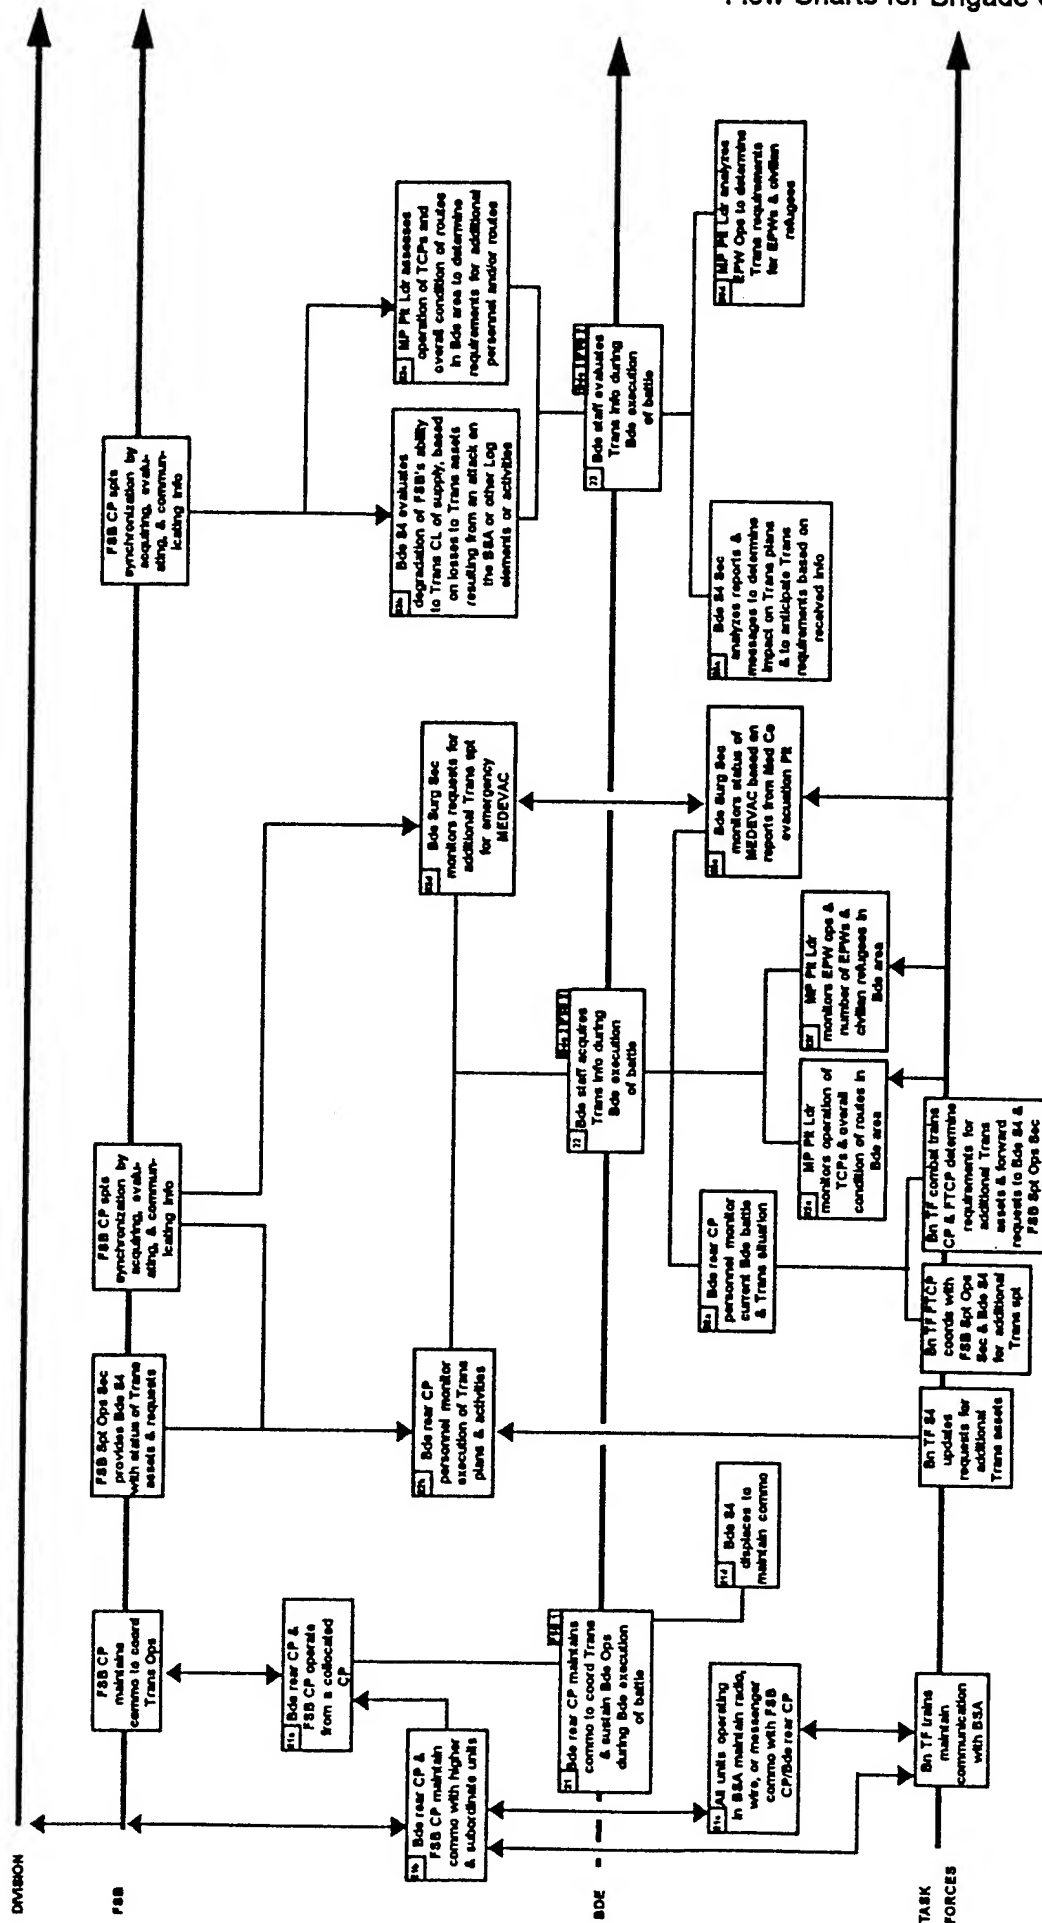 Flow Charts for Brigade
DIVISION
FSB
FSB CP
maintains
commo to coord
Trans Ops
FSB Spt Ops Sec
provides Bde S4
with status of Trans
assets & requests
FSB CP spts
synchronization by
acquiring, evalu-
ating, & commun-
icating info
FSB CP spts
synchronization by
acquiring, evalu-
ating, & commun-
icating info
Bde rear CP &
FSB CP operate
from a collocated
CP
21b
Bde rear CP &
FSB CP maintain
commo with higher
& subordinate units
Bde rear CP
personnel monitor
execution of Trans
plans & activities
Bde Surg Sec
monitors requests for
additional Trans spt
for emergency
MEDEVAC
Bde S4 evaluates
degradation of FSB's ability
to Trans CL of supply, based
on losses to Trans assets
resulting from an attack on
the BSA or other Log
elements or activities
MP Plt Ldr assesses
operation of TCPs and
overall condition of routes
in Bde area to determine
requirements for additional
personnel and/or routes
BDE
21
Bde rear CP maintains
commo to coord Trans
& sustain Bde Ops
during Bde execution
of battle
22
Bde staff acquires
Trans info during
Bde execution
of battle
23
Bde staff evaluates
Trans info during
Bde execution
of battle
21c
All units operating
in BSA maintain radio,
wire, or messenger
commo with FSB
CP/Bde rear CP
21d
Bde S4
displaces to
maintain commo
Bde rear CP
personnel monitor
current Bde battle
& Trans situation
MP Plt Ldr
monitors operation of
TCPs & overall
condition of routes in
Bde area
MP Plt Ldr
monitors EPW ops &
number of EPWs &
civilian refugees in
Bde area
Bde Surg Sec
monitors status of
MEDEVAC based on
reports from Med Co
evacuation Plt
Bde S4 Sec
analyzes reports &
messages to determine
impact on Trans plans
& to anticipate Trans
requirements based on
received info
MP Plt Ldr analyzes
EPW Ops to determine
Trans requirements
for EPWs & civilian
refugees
TASK
FORCES
Bn TF trains
maintain
communication
with BSA
Bn TF S4
updates
requests for
additional
Trans assets
Bn TF FTCP
coords with
FSB Spt Ops
Sec & Bde S4
for additional
Trans spt
Bn TF combat trains
CP & FTCP determine
requirements for
additional Trans
assets & forward
requests to Bde S4 &
FSB Spt Ops Sec